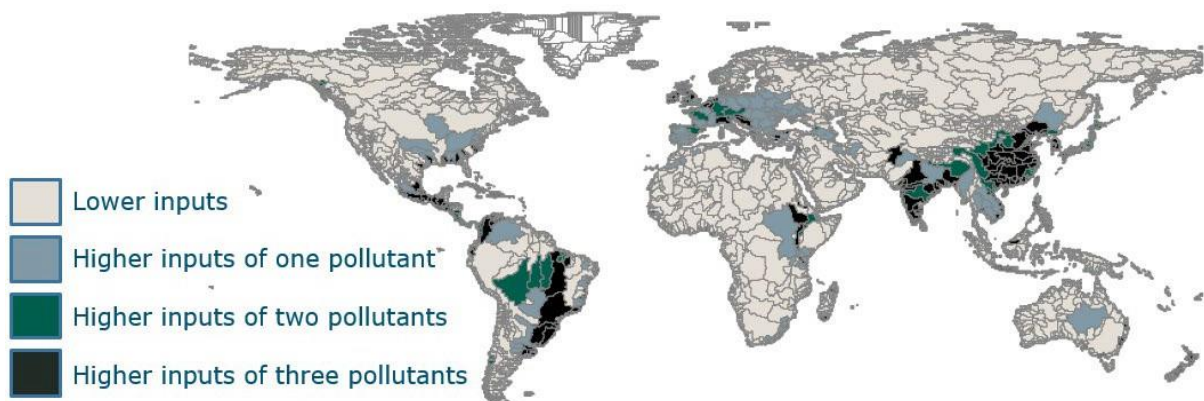 Lower inputs
Higher inputs of one pollutant
Higher inputs of two pollutants
Higher inputs of three pollutants